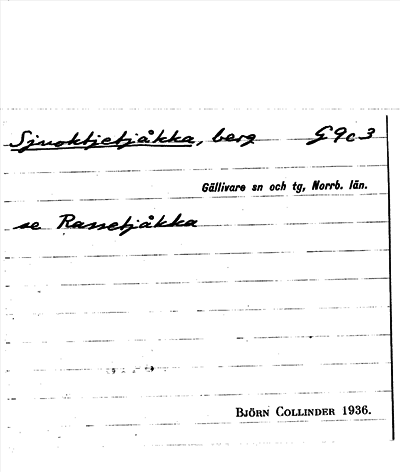 Sjnoktjetjåkka, berg G9c3
Gällivare sn och tg, Norrb. län.
se Rassetjåkka
BJÖRN COLLINDER 1936.